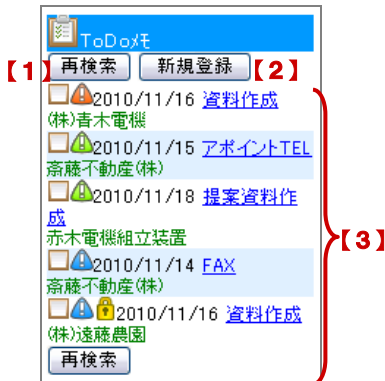 ToDoﾒﾓ
【1】 再検索 新規登録 【2】
2010/11/16 資料作成
(株)青木電機
2010/11/15 アポイントTEL
斎藤不動産(株)
2010/11/18 提案資料作
成
赤木電機組立装置
【3】
2010/11/14 FAX
斎藤不動産(株)
2010/11/16 資料作成
(株)遠藤農園
再検索